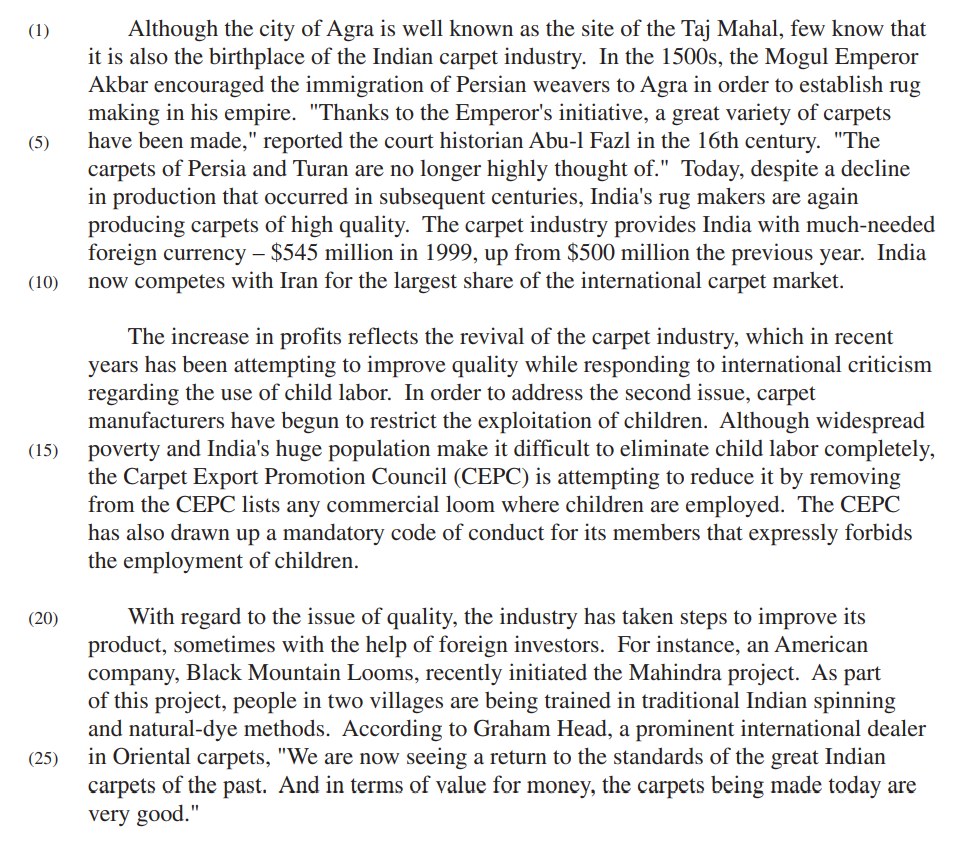 (1) Although the city of Agra is well known as the site of the Taj Mahal, few know that
it is also the birthplace of the Indian carpet industry. In the 1500s, the Mogul Emperor
Akbar encouraged the immigration of Persian weavers to Agra in order to establish rug
making in his empire. "Thanks to the Emperor's initiative, a great variety of carpets
(5) have been made," reported the court historian Abu-l Fazl in the 16th century. "The
carpets of Persia and Turan are no longer highly thought of." Today, despite a decline
in production that occurred in subsequent centuries, India's rug makers are again
producing carpets of high quality. The carpet industry provides India with much-needed
foreign currency – $545 million in 1999, up from $500 million the previous year. India
(10) now competes with Iran for the largest share of the international carpet market.
The increase in profits reflects the revival of the carpet industry, which in recent
years has been attempting to improve quality while responding to international criticism
regarding the use of child labor. In order to address the second issue, carpet
manufacturers have begun to restrict the exploitation of children. Although widespread
(15) poverty and India's huge population make it difficult to eliminate child labor completely,
the Carpet Export Promotion Council (CEPC) is attempting to reduce it by removing
from the CEPC lists any commercial loom where children are employed. The CEPC
has also drawn up a mandatory code of conduct for its members that expressly forbids
the employment of children.
(20) With regard to the issue of quality, the industry has taken steps to improve its
product, sometimes with the help of foreign investors. For instance, an American
company, Black Mountain Looms, recently initiated the Mahindra project. As part
of this project, people in two villages are being trained in traditional Indian spinning
and natural-dye methods. According to Graham Head, a prominent international dealer
(25) in Oriental carpets, "We are now seeing a return to the standards of the great Indian
carpets of the past. And in terms of value for money, the carpets being made today are
very good."